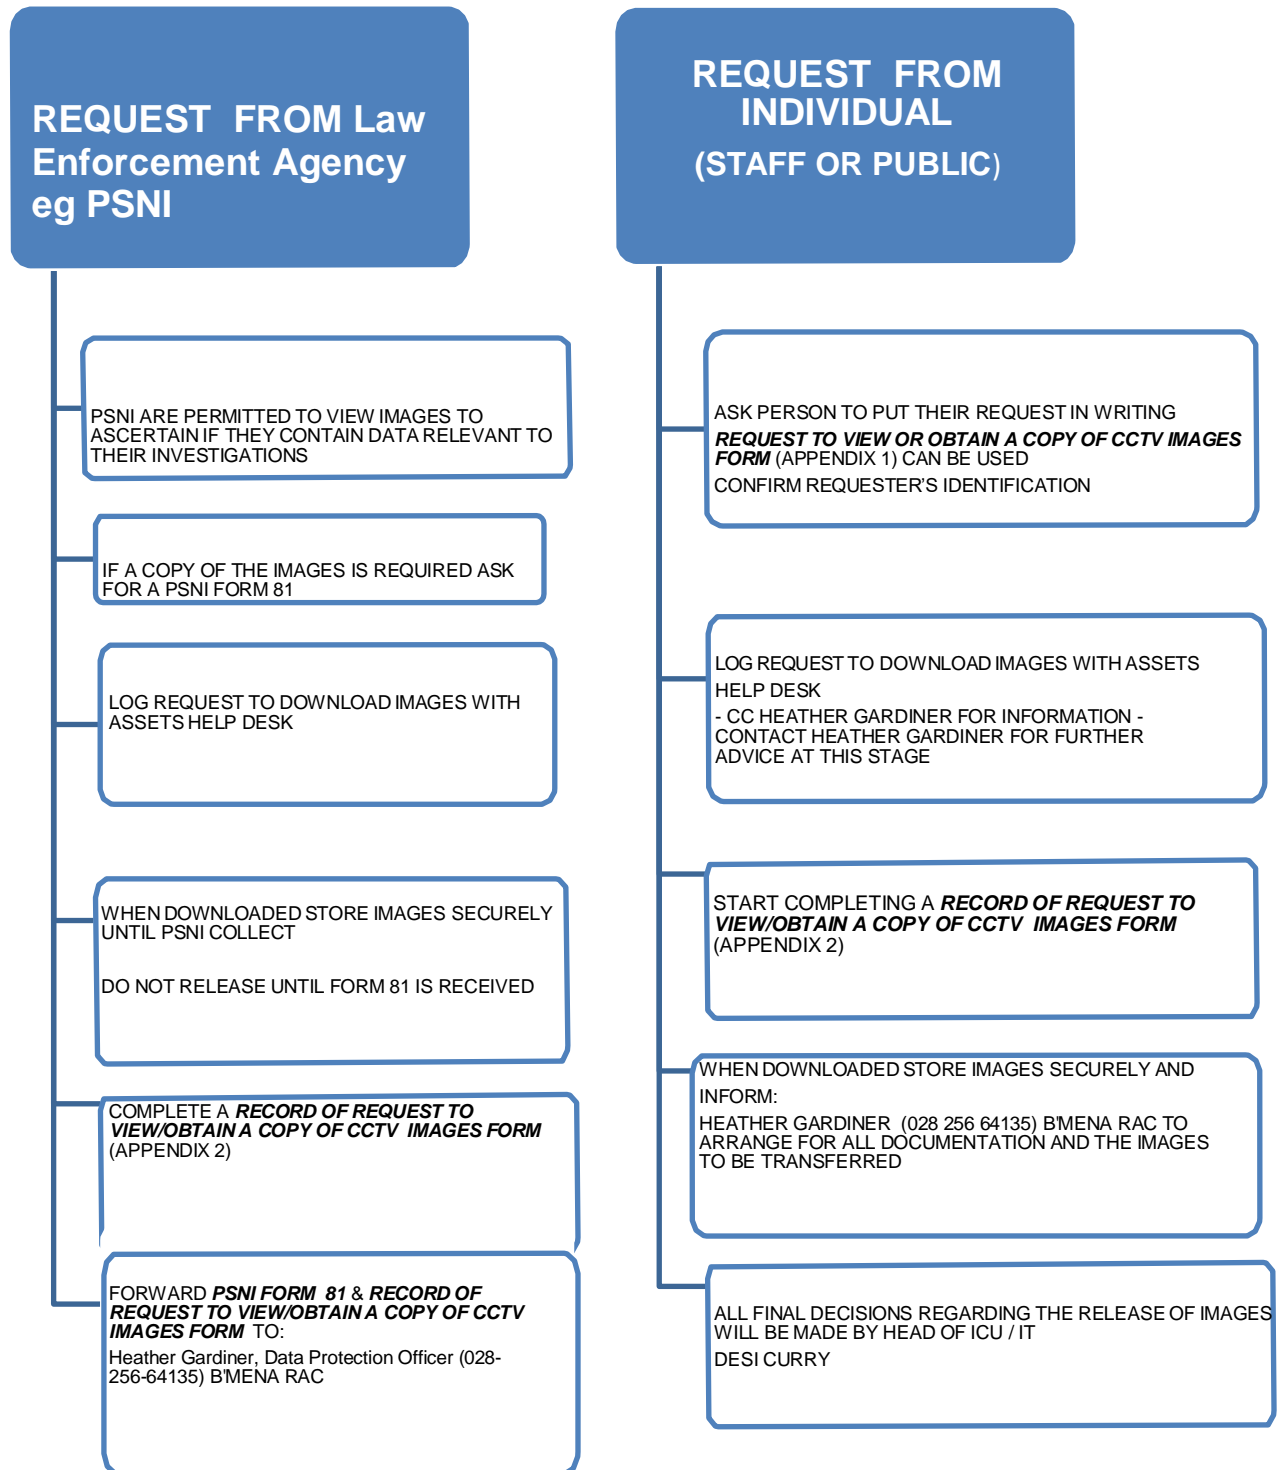 REQUEST FROM Law
Enforcement Agency
eg PSNI
PSNI ARE PERMITTED TO VIEW IMAGES TO
ASCERTAIN IF THEY CONTAIN DATA RELEVANT TO
THEIR INVESTIGATIONS
IF A COPY OF THE IMAGES IS REQUIRED ASK
FOR A PSNI FORM 81
LOG REQUEST TO DOWNLOAD IMAGES WITH
ASSETS HELP DESK
WHEN DOWNLOADED STORE IMAGES SECURELY
UNTIL PSNI COLLECT
DO NOT RELEASE UNTIL FORM 81 IS RECEIVED
COMPLETE A RECORD OF REQUEST TO
VIEW/OBTAIN A COPY OF CCTV IMAGES FORM
(APPENDIX 2)
FORWARD PSNI FORM 81 & RECORD OF
REQUEST TO VIEW/OBTAIN A COPY OF CCTV
IMAGES FORM TO:
Heather Gardiner, Data Protection Officer (028-
256-64135) B'MENA RAC
REQUEST FROM
INDIVIDUAL
(STAFF OR PUBLIC)
ASK PERSON TO PUT THEIR REQUEST IN WRITING
REQUEST TO VIEW OR OBTAIN A COPY OF CCTV IMAGES
FORM (APPENDIX 1) CAN BE USED
CONFIRM REQUESTER'S IDENTIFICATION
LOG REQUEST TO DOWNLOAD IMAGES WITH ASSETS
HELP DESK
- CC HEATHER GARDINER FOR INFORMATION -
CONTACT HEATHER GARDINER FOR FURTHER
ADVICE AT THIS STAGE
START COMPLETING A RECORD OF REQUEST TO
VIEW/OBTAIN A COPY OF CCTV IMAGES FORM
(APPENDIX 2)
WHEN DOWNLOADED STORE IMAGES SECURELY AND
INFORM:
HEATHER GARDINER (028 256 64135) B'MENA RAC TO
ARRANGE FOR ALL DOCUMENTATION AND THE IMAGES
TO BE TRANSFERRED
ALL FINAL DECISIONS REGARDING THE RELEASE OF IMAGES
WILL BE MADE BY HEAD OF ICU / IT
DESI CURRY